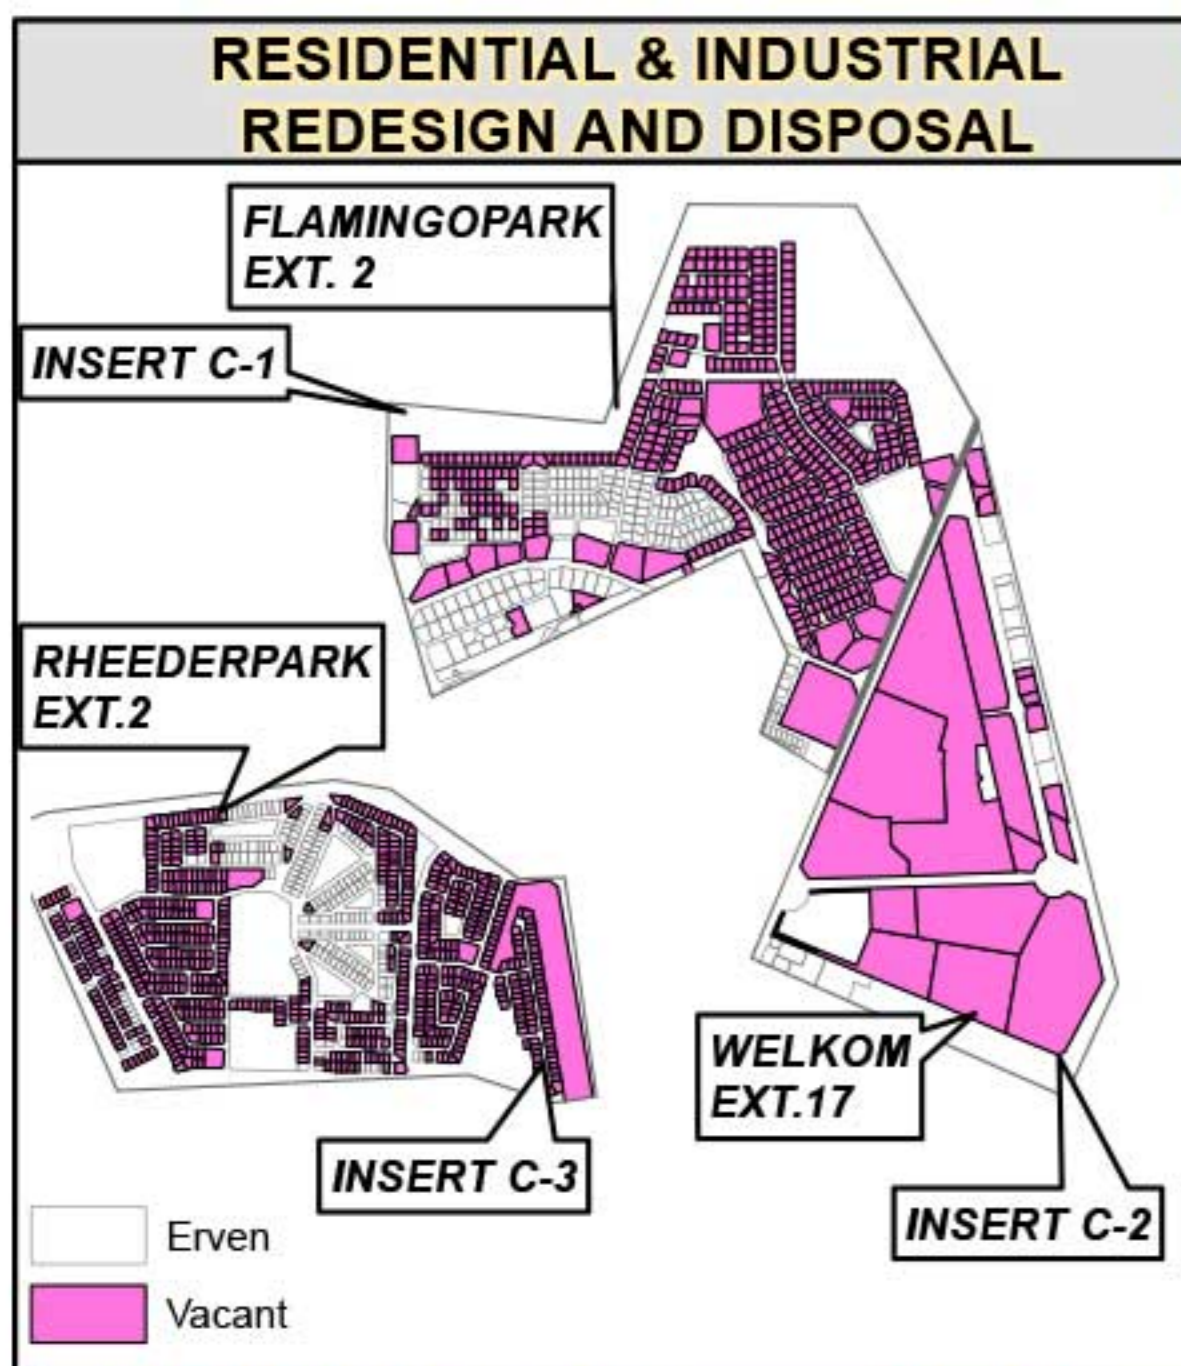 RESIDENTIAL & INDUSTRIAL
REDESIGN AND DISPOSAL
FLAMINGOPARK
EXT. 2
INSERT C-1
RHEEDERPARK
EXT.2
WELKOM
EXT.17
INSERT C-3
INSERT C-2
Erven
Vacant